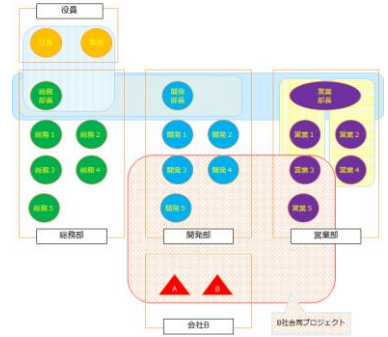 役員
社長
専務
総務
部長
開発
部長
営業
部長
総務1
総務2
開発1
開発2
営業1
営業2
総務3
総務4
開発3
開発4
営業3
営業4
総務5
開発5
営業5
総務部
開発部
営業部
A
B
会社B
B社合同プロジェクト